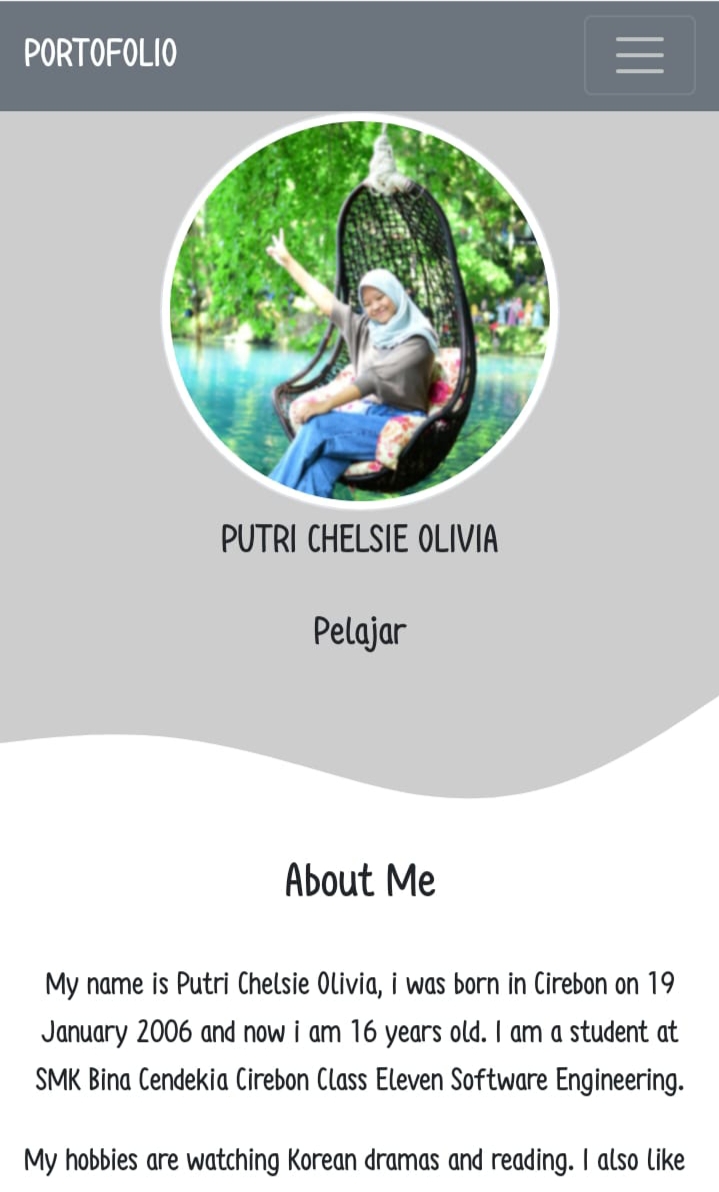 PORTOFOLIO
PUTRI CHELSIE OLIVIA
Pelajar
About Me
My name is Putri Chelsie Olivia, i was born in Cirebon on 19
January 2006 and now i am 16 years old. I am a student at
SMK Bina Cendekia Cirebon Class Eleven Software Engineering.
My hobbies are watching Korean dramas and reading. I also like